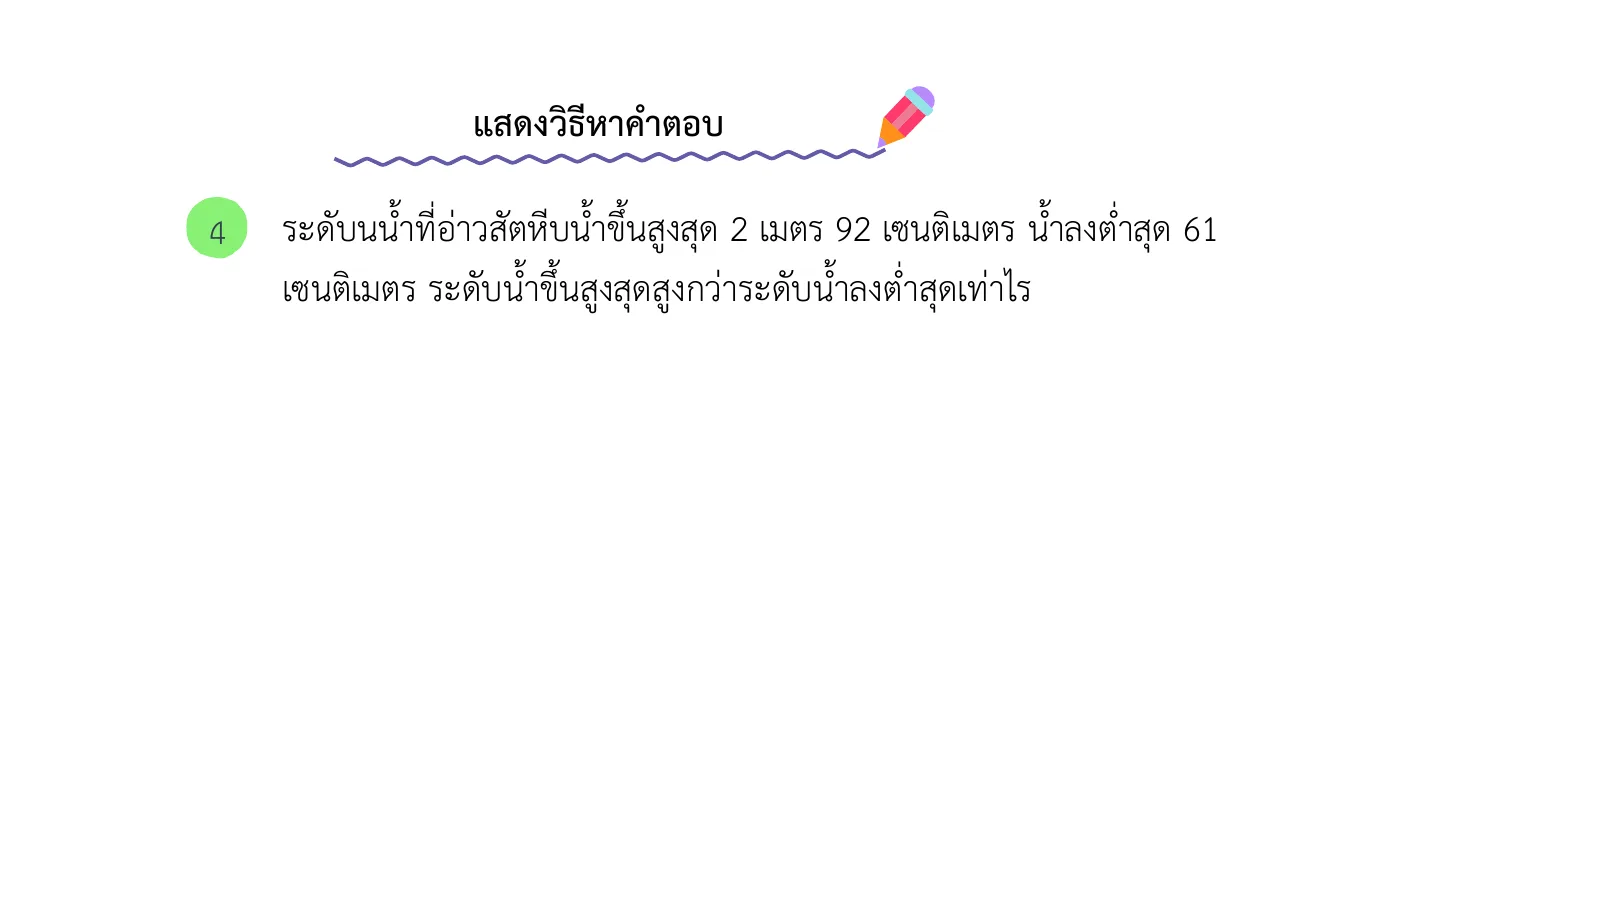 แสดงวิธีหาคำตอบ
4 ระดับนน้ำที่อ่าวสัตหีบน้ำขึ้นสูงสุด 2 เมตร 92 เซนติเมตร น้ำลงต่ำสุด 61
เซนติเมตร ระดับน้ำขึ้นสูงสุดสูงกว่าระดับน้ำลงต่ำสุดเท่าไร